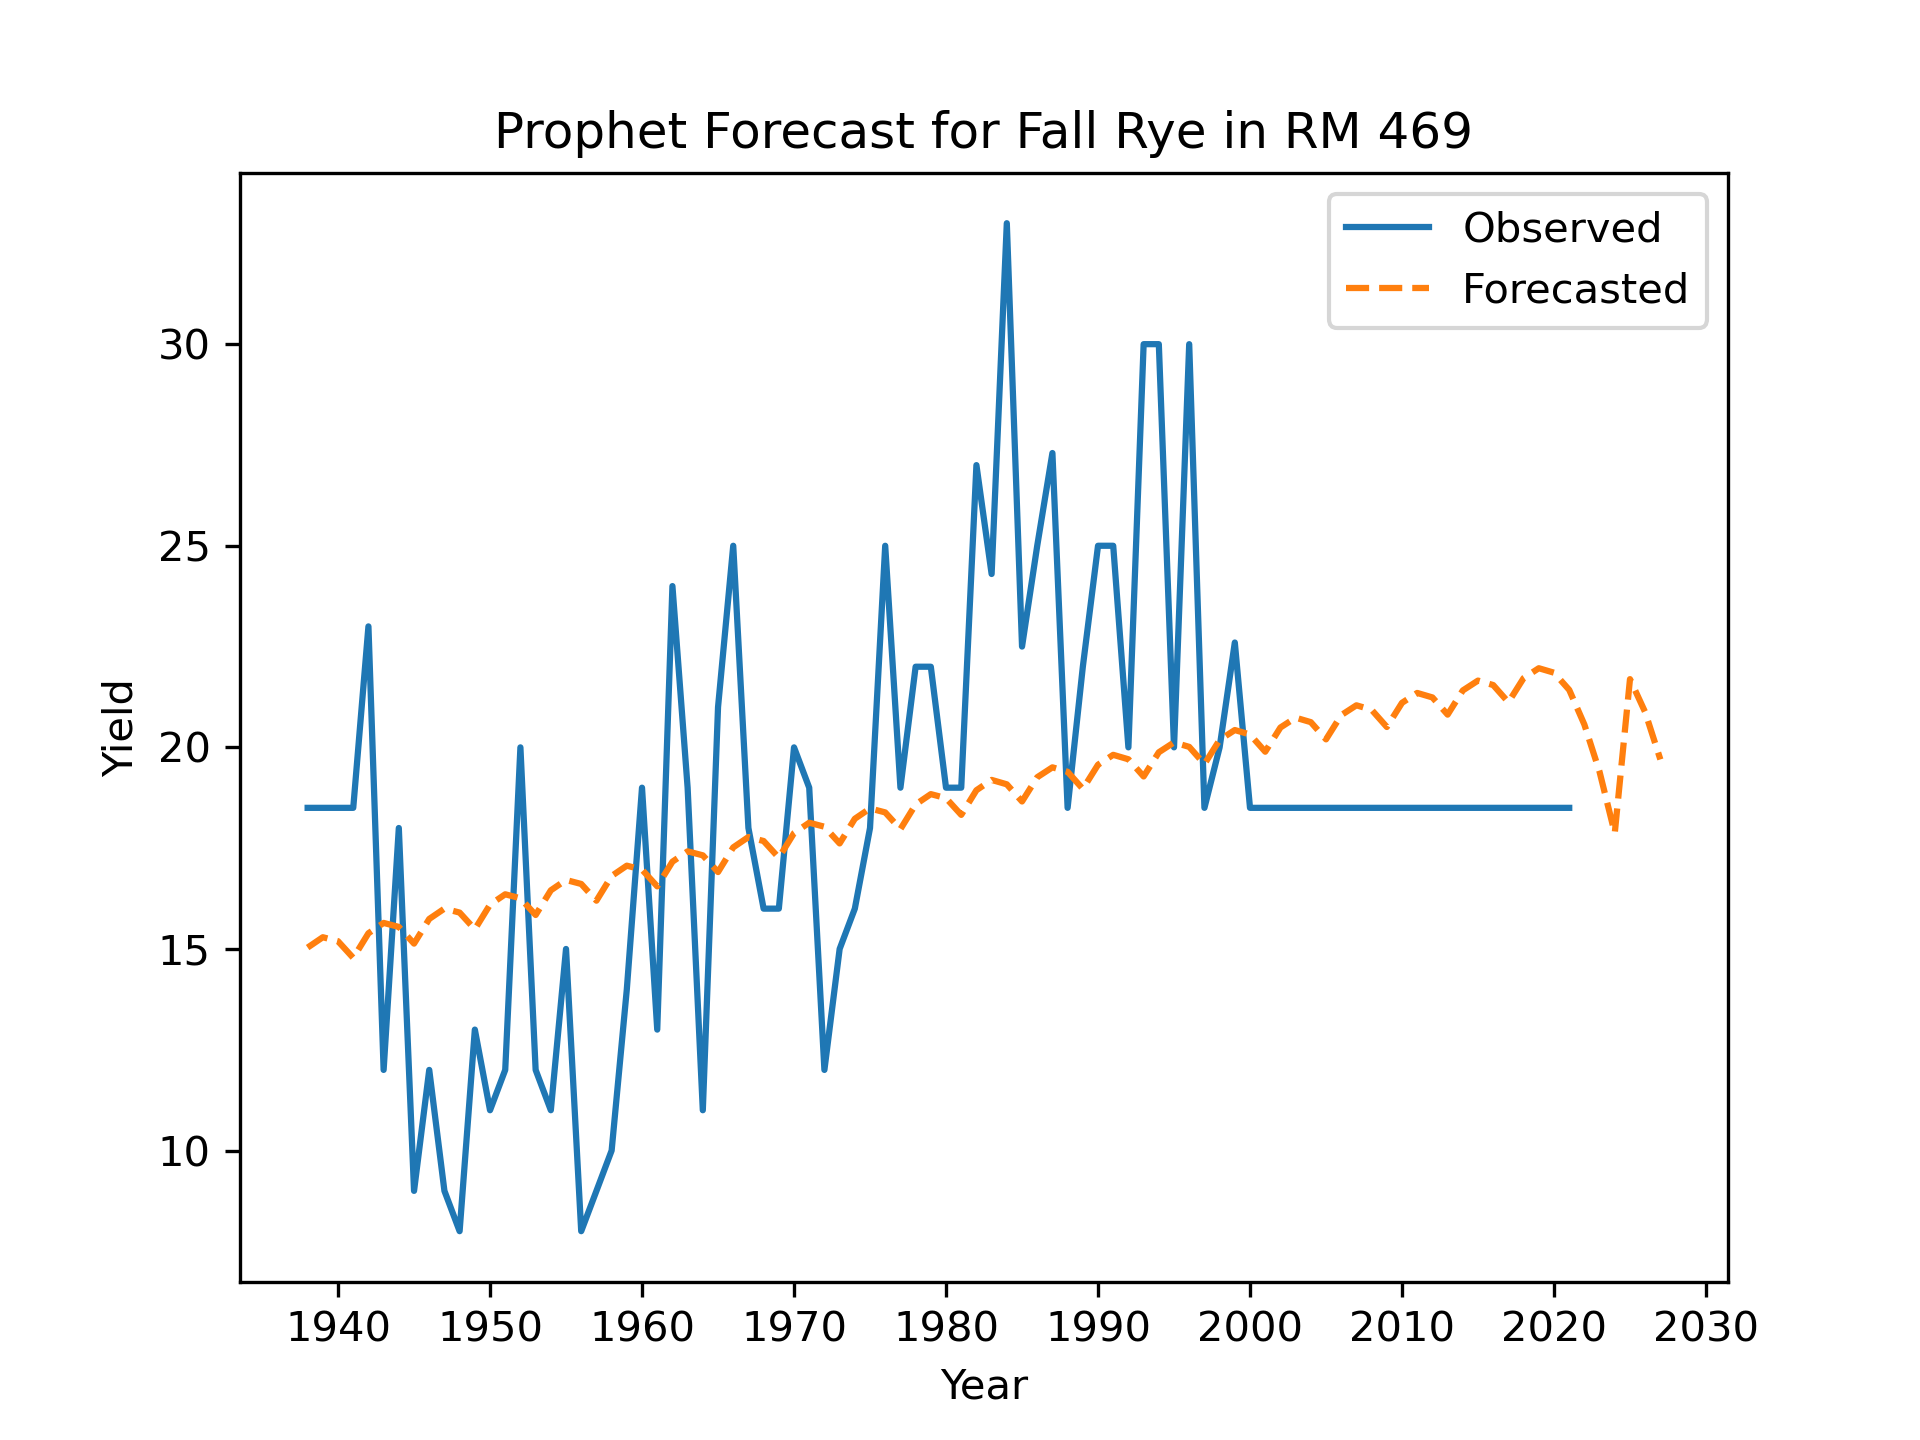 Prophet Forecast for Fall Rye in RM 469
Observed
Forecasted
30
25
20
15
10
Yield
1940 1950 1960 1970 1980 1990 2000 2010 2020 2030
Year